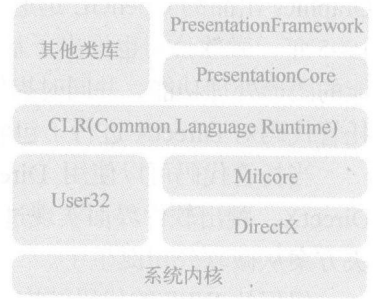 其他类库
PresentationFramework
PresentationCore
CLR(Common Language Runtime)
User32
Milcore
DirectX
系统内核